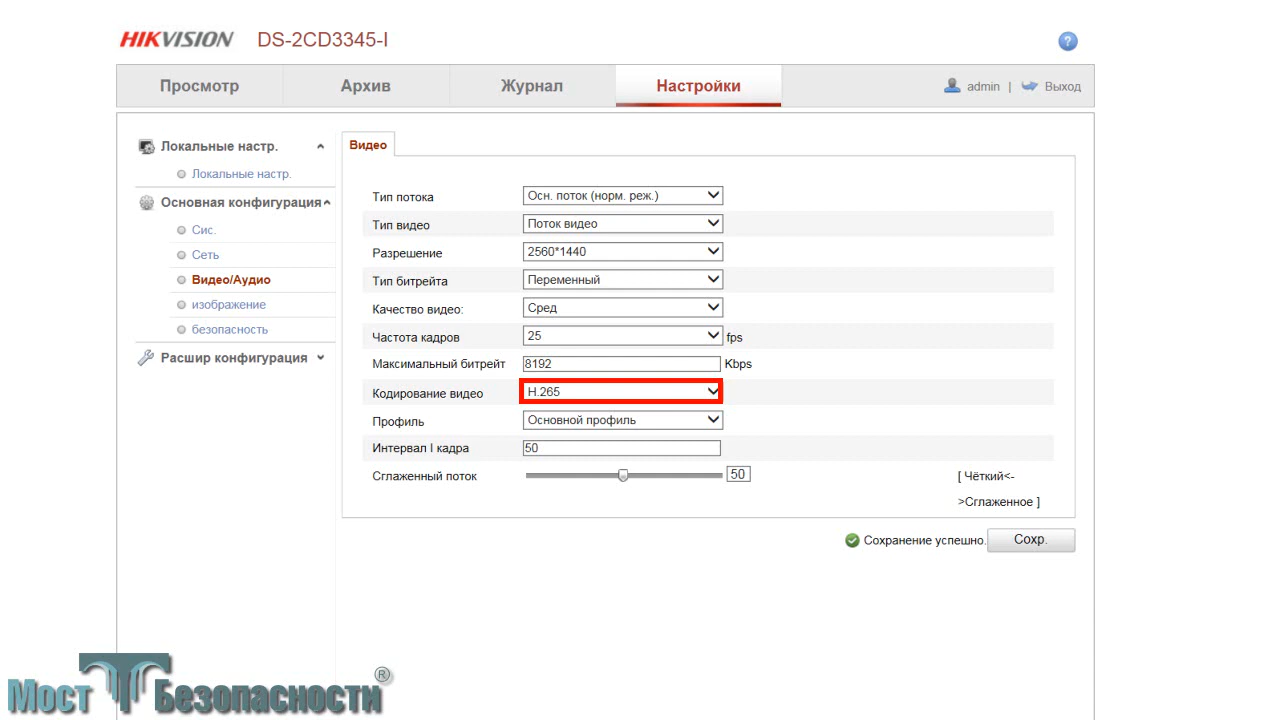 HIKVISION DS-2CD3345-I
?
Просмотр Архив Журнал Настройки admin | Выход
Локальные настр.
Локальные настр.
Основная конфигурация
Сис.
Сеть
Видео/Аудио
изображение
безопасность
Расшир конфигурация
Видео
Тип потока Осн. поток (норм. реж.)
Тип видео Поток видео
Разрешение 2560*1440
Тип битрейта Переменный
Качество видео: Сред
Частота кадров 25 fps
Максимальный битрейт 8192 Kbps
Кодирование видео H.265
Профиль Основной профиль
Интервал I кадра 50
Сглаженный поток 50 [ Чёткий<-
>Сглаженное ]
Сохранение успешно. Сохр.
Мост Безопасности ®